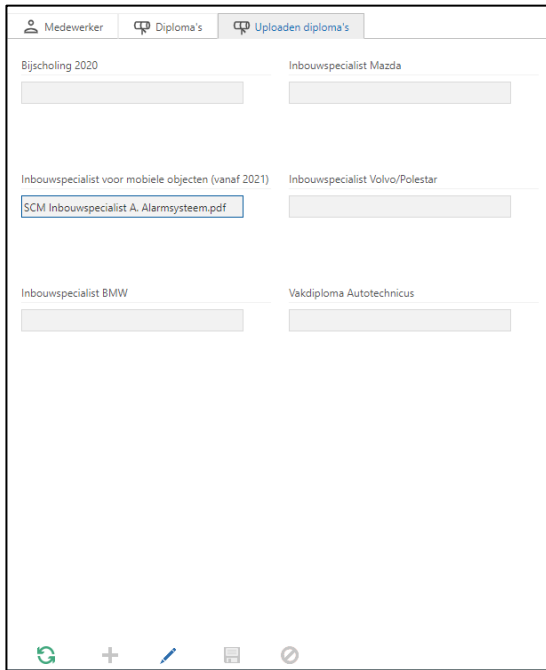 Medewerker
Diploma's
Uploaden diploma's
Bijscholing 2020
Inbouwspecialist Mazda
Inbouwspecialist voor mobiele objecten (vanaf 2021)
Inbouwspecialist Volvo/Polestar
SCM Inbouwspecialist A. Alarmsysteem.pdf
Inbouwspecialist BMW
Vakdiploma Autotechnicus